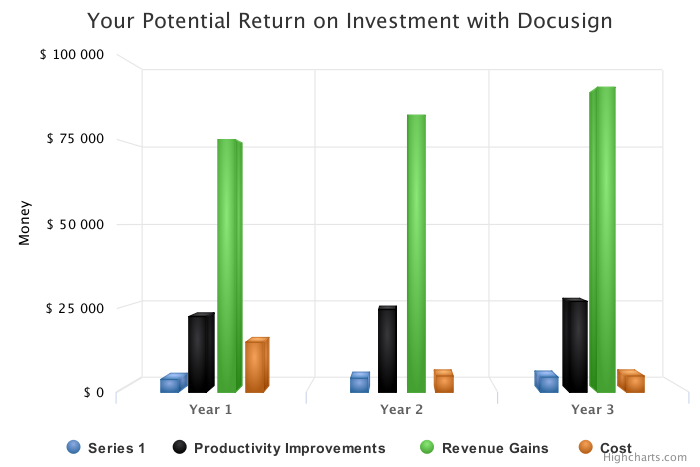 Your Potential Return on Investment with Docusign
$ 100 000
$ 75 000
$ 50 000
$ 25 000
$ 0
Money
Year 1
Year 2
Year 3
Series 1
Productivity Improvements
Revenue Gains
Cost
Highcharts.com